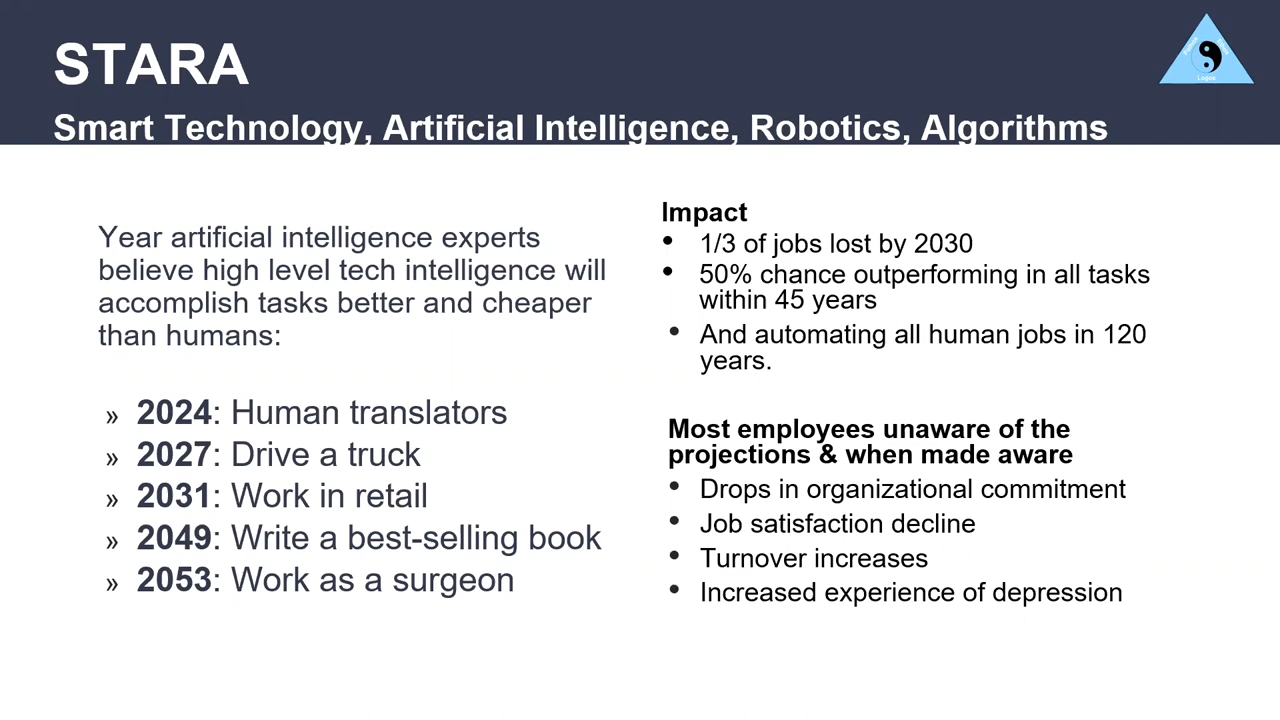 STARA
Smart Technology, Artificial Intelligence, Robotics, Algorithms
Logos
Year artificial intelligence experts
believe high level tech intelligence will
accomplish tasks better and cheaper
than humans:
» 2024: Human translators
» 2027: Drive a truck
» 2031: Work in retail
» 2049: Write a best-selling book
» 2053: Work as a surgeon
Impact
• 1/3 of jobs lost by 2030
• 50% chance outperforming in all tasks
within 45 years
• And automating all human jobs in 120
years.
Most employees unaware of the
projections & when made aware
• Drops in organizational commitment
• Job satisfaction decline
• Turnover increases
• Increased experience of depression